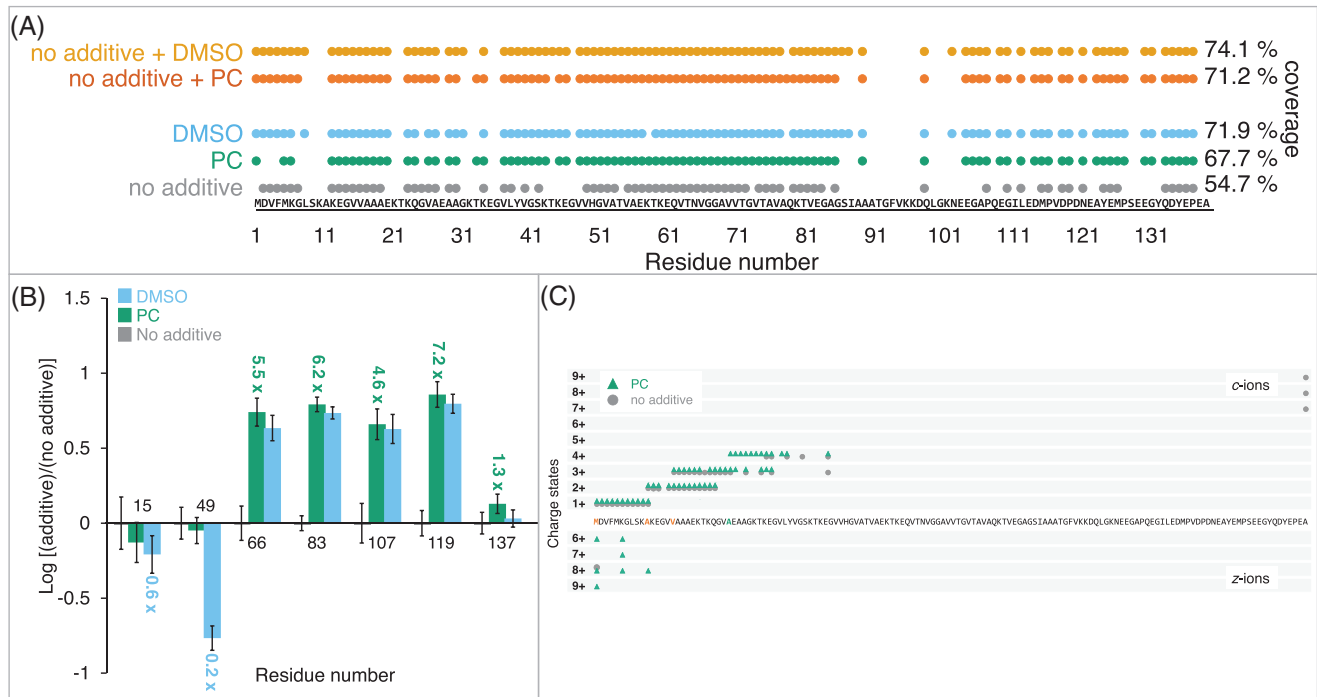 (A)
no additive + DMSO 74.1 %
no additive + PC 71.2 %
DMSO 71.9 %
PC 67.7 %
no additive 54.7 %
coverage
MDVFMKGLSKAKEGVVAAAEKTKQGVAEAAGKTKEGVLYVGSKTKEGVVHGVATVAEKTKEQVTNVGGAVVTGVTAVAQKTVEGAGSIAAATGFVKKDQLGKNEEGAPQEGILEDMPVDPDNEAYEMPSEEGYQDYEPEA
1 11 21 31 41 51 61 71 81 91 101 111 121 131
Residue number
(B)
DMSO
PC
No additive
Log [(additive)/(no additive)]
1.5
1
0.5
0
-0.5
-1
5.5 x
6.2 x
4.6 x
7.2 x
1.3 x
0.6 x
0.2 x
15 49 66 83 107 119 137
Residue number
(C)
PC
no additive
c-ions
Charge states
9+
8+
7+
6+
5+
4+
3+
2+
1+
MDVFMKGLSKAKEGVVAAAEKTKQGVAEAAGKTKEGVLYVGSKTKEGVVHGVATVAEKTKEQVTNVGGAVVTGVTAVAQKTVEGAGSIAAATGFVKKDQLGKNEEGAPQEGILEDMPVDPDNEAYEMPSEEGYQDYEPEA
6+
7+
8+
9+
z-ions